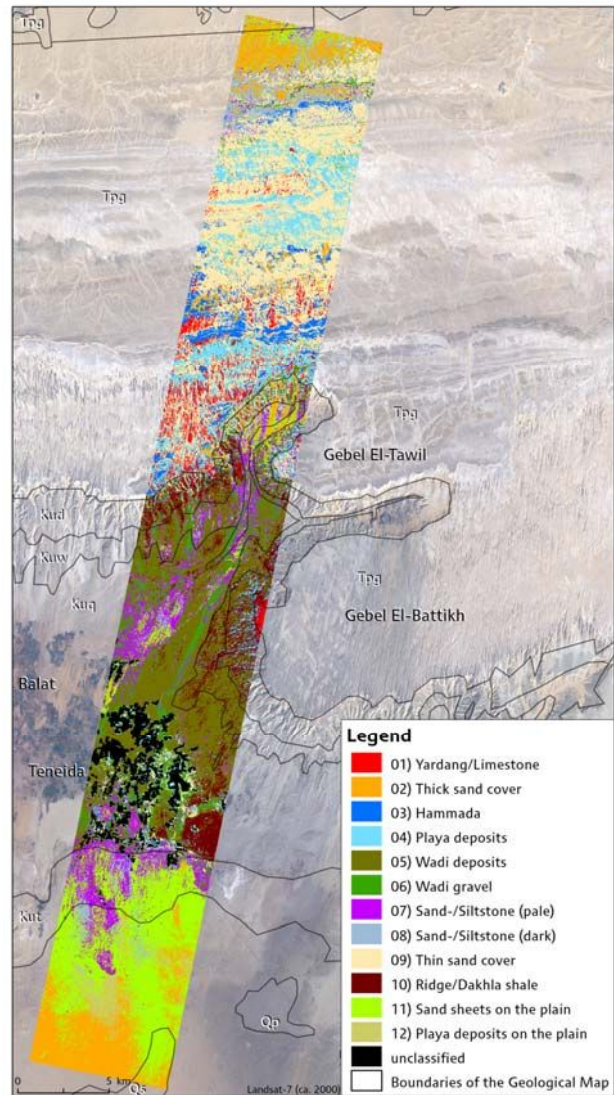 Tpg
Tpg
Tpg
Gebel El-Tawil
Kud
Kuw
Tpg
Kuq
Gebel El-Battikh
Balat
Teneida
Kut
Qp
Qs
0 5 km
Landsat-7 (ca. 2000)
Legend
01) Yardang/Limestone
02) Thick sand cover
03) Hammada
04) Playa deposits
05) Wadi deposits
06) Wadi gravel
07) Sand-/Siltstone (pale)
08) Sand-/Siltstone (dark)
09) Thin sand cover
10) Ridge/Dakhla shale
11) Sand sheets on the plain
12) Playa deposits on the plain
unclassified
Boundaries of the Geological Map